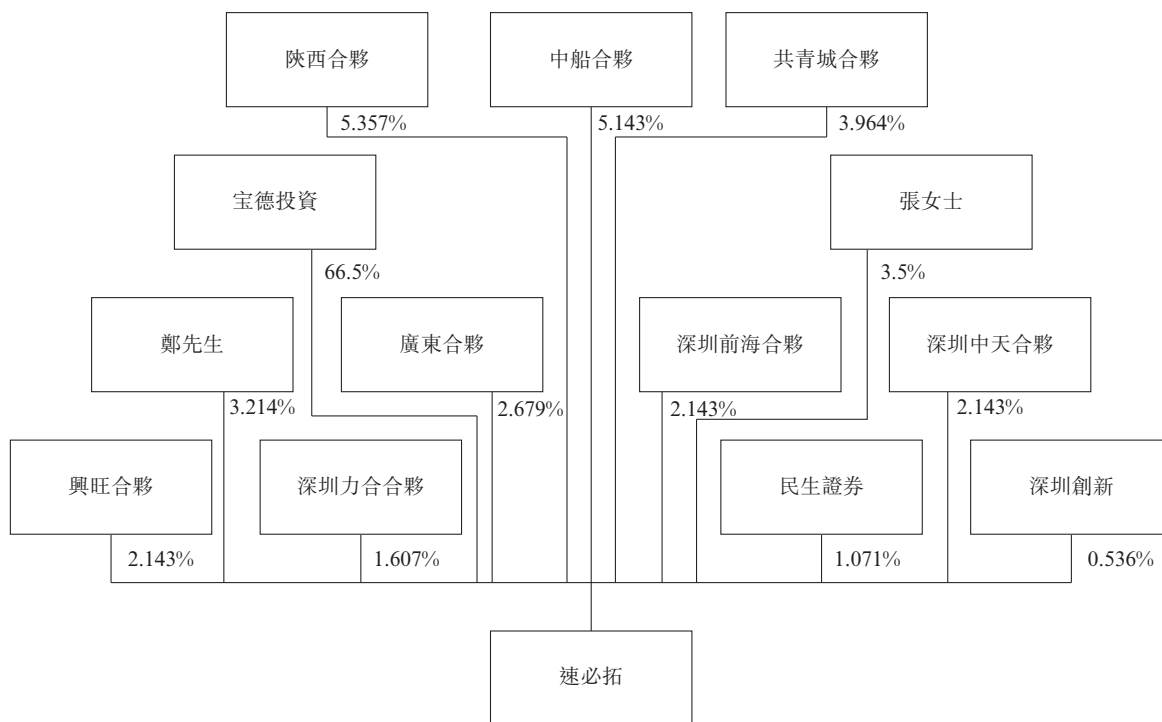 陝西合夥
中船合夥
共青城合夥
5.357%
5.143%
3.964%
宝德投資
張女士
66.5%
3.5%
鄭先生
廣東合夥
深圳前海合夥
深圳中天合夥
3.214%
2.679%
2.143%
2.143%
興旺合夥
深圳力合合夥
民生證券
深圳創新
2.143%
1.607%
1.071%
0.536%
速必拓